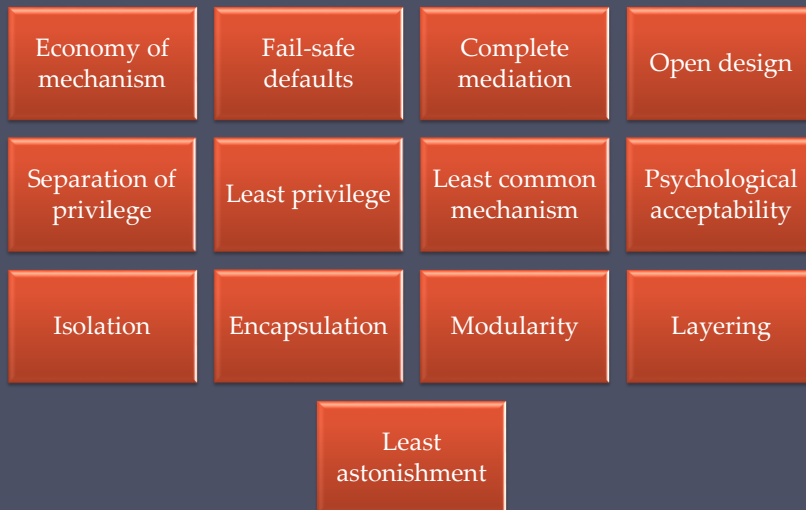 Economy of
mechanism
Fail-safe
defaults
Complete
mediation
Open design
Separation of
privilege
Least privilege
Least common
mechanism
Psychological
acceptability
Isolation
Encapsulation
Modularity
Layering
Least
astonishment